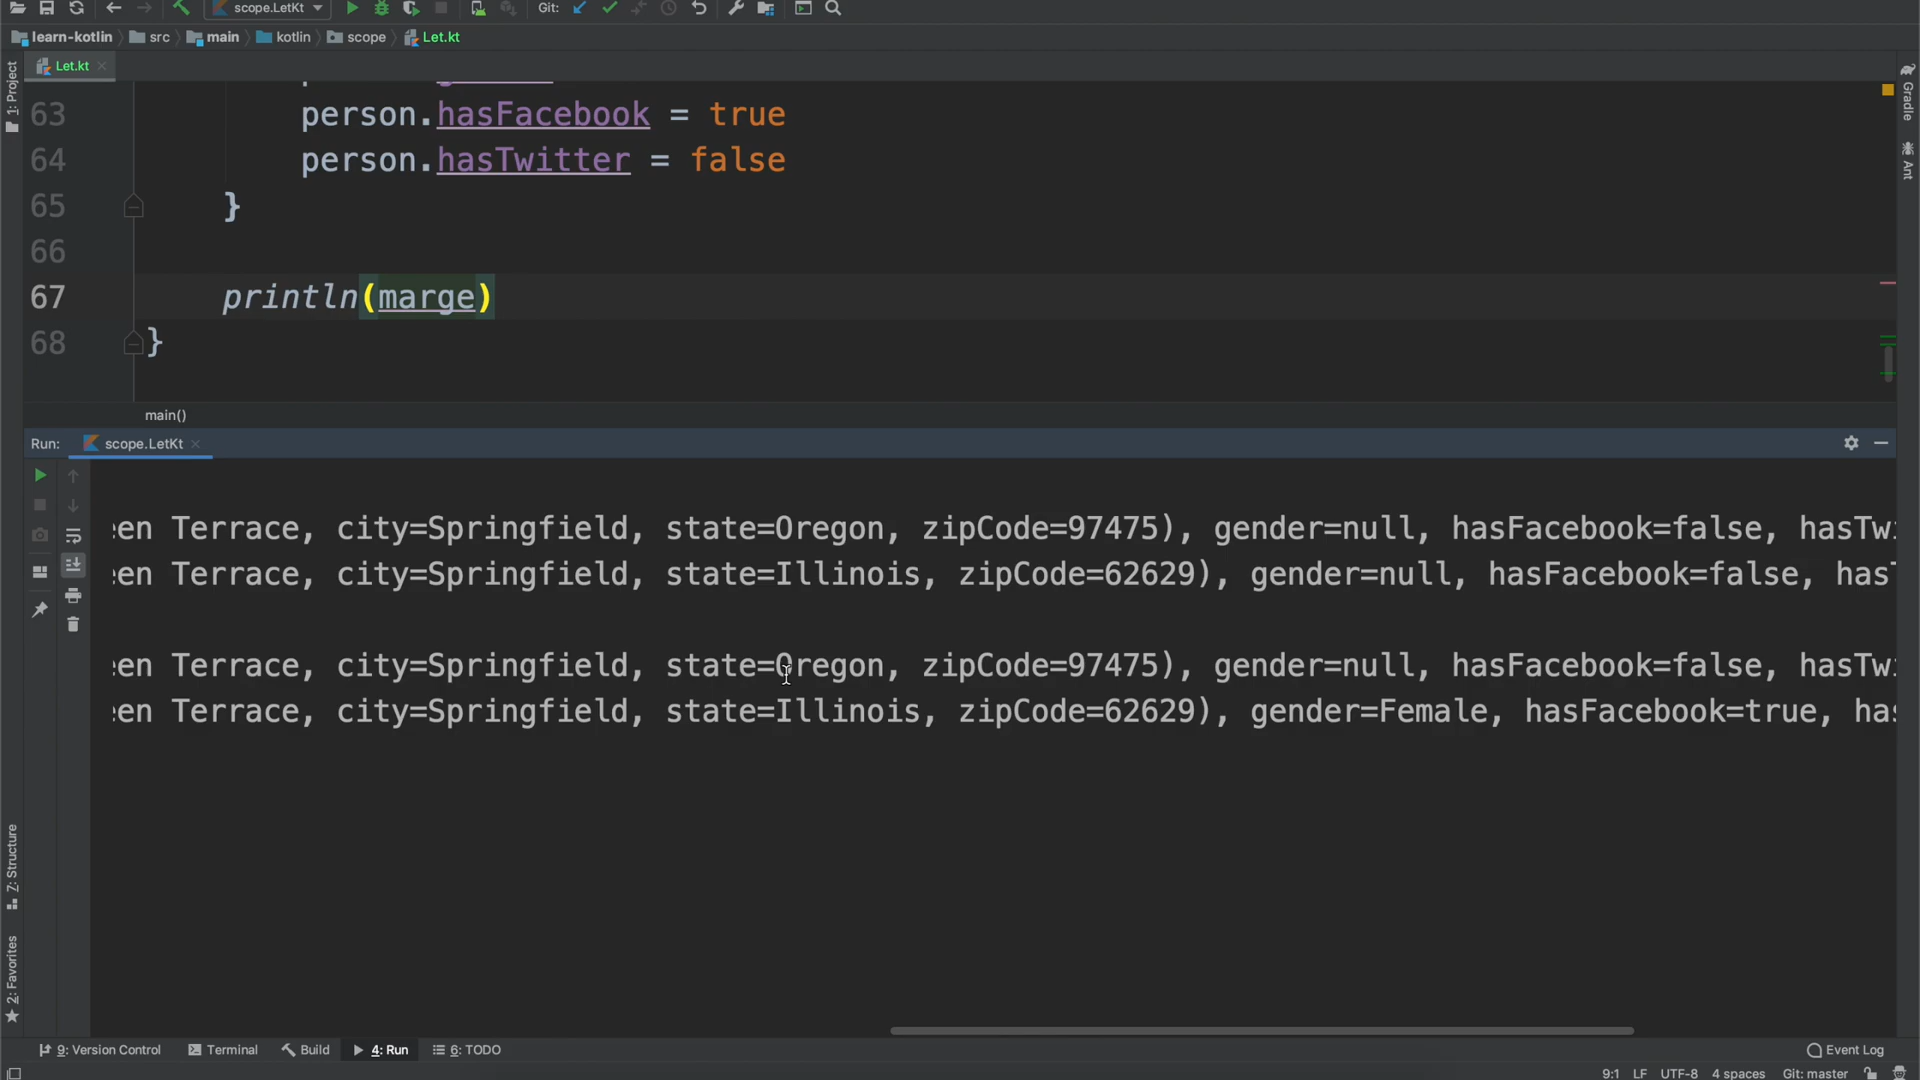 scope.LetKt
Git:
learn-kotlin
src
main
kotlin
scope
Let.kt
Let.kt
1: Project
Gradle
Ant
63 person.hasFacebook = true
64 person.hasTwitter = false
65 }
66
67 println(marge)
68 }
main()
Run: scope.LetKt
en Terrace, city=Springfield, state=Oregon, zipCode=97475), gender=null, hasFacebook=false, hasTw
en Terrace, city=Springfield, state=Illinois, zipCode=62629), gender=null, hasFacebook=false, has
en Terrace, city=Springfield, state=Oregon, zipCode=97475), gender=null, hasFacebook=false, hasTw
en Terrace, city=Springfield, state=Illinois, zipCode=62629), gender=Female, hasFacebook=true, has
Z: Structure
2: Favorites
9: Version Control
Terminal
Build
4: Run
6: TODO
Event Log
9:1 LF UTF-8 4 spaces Git: master